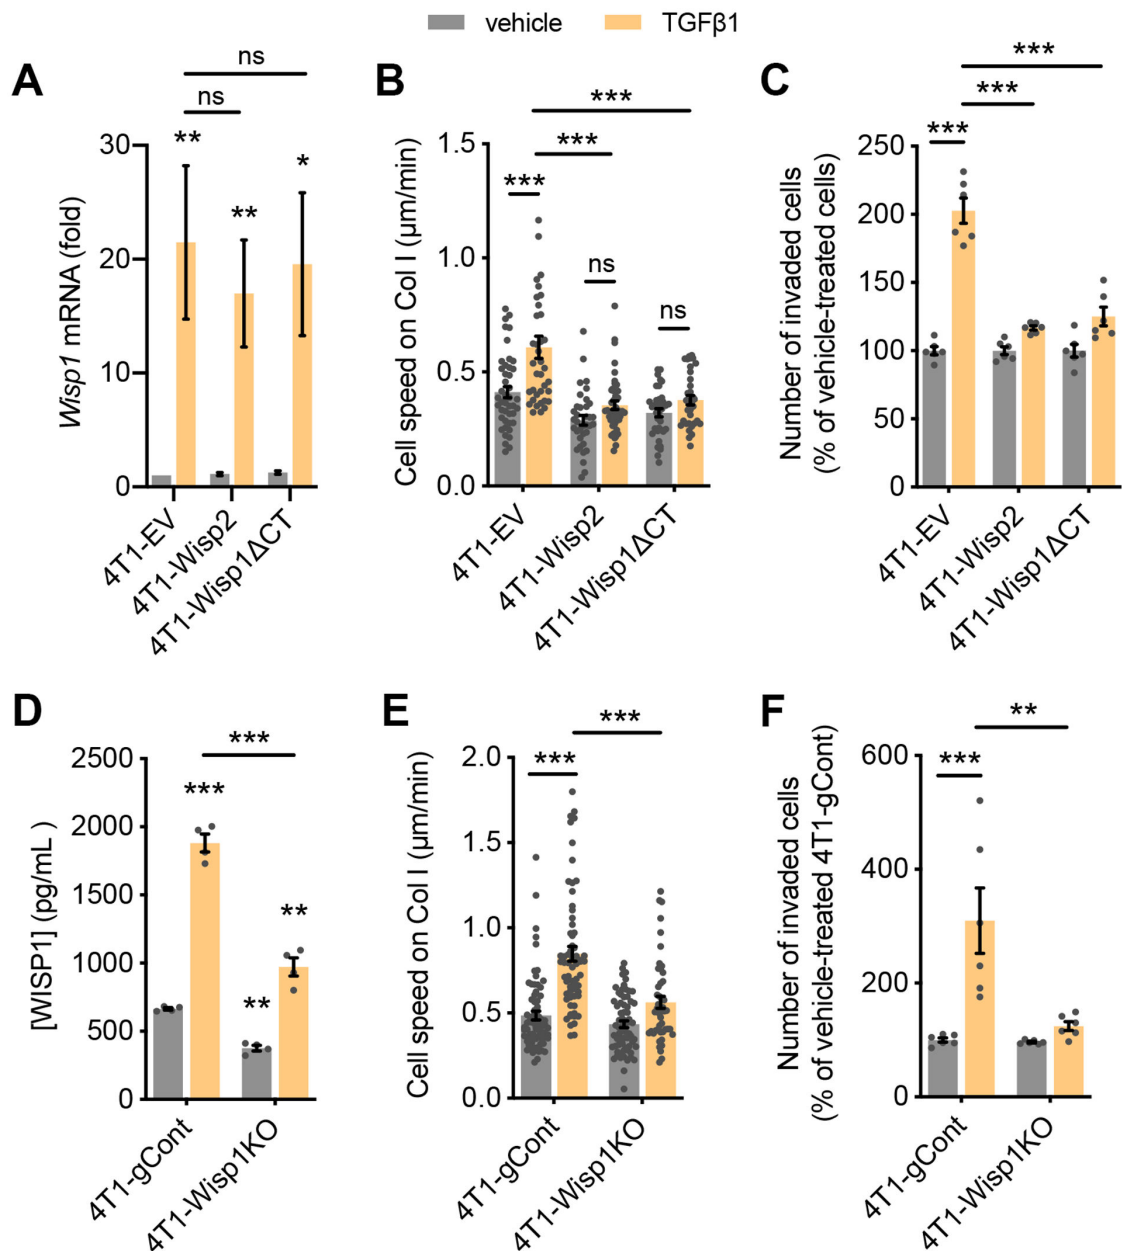 vehicle TGFβ1
A
ns
ns
**
**
*
Wisp1 mRNA (fold)
30
20
10
0
4T1-EV
4T1-Wisp2
4T1-Wisp1ΔCT
B
***
***
***
ns
ns
Cell speed on Col I (μm/min)
1.5
1.0
0.5
0.0
4T1-EV
4T1-Wisp2
4T1-Wisp1ΔCT
C
***
***
***
Number of invaded cells
(% of vehicle-treated cells)
250
200
150
100
50
0
4T1-EV
4T1-Wisp2
4T1-Wisp1ΔCT
D
***
***
**
**
[WISP1] (pg/mL )
2500
2000
1500
1000
500
0
4T1-gCont
4T1-Wisp1KO
E
***
***
Cell speed on Col I (μm/min)
2.0
1.5
1.0
0.5
0.0
4T1-gCont
4T1-Wisp1KO
F
**
***
Number of invaded cells
(% of vehicle-treated 4T1-gCont)
600
400
200
0
4T1-gCont
4T1-Wisp1KO